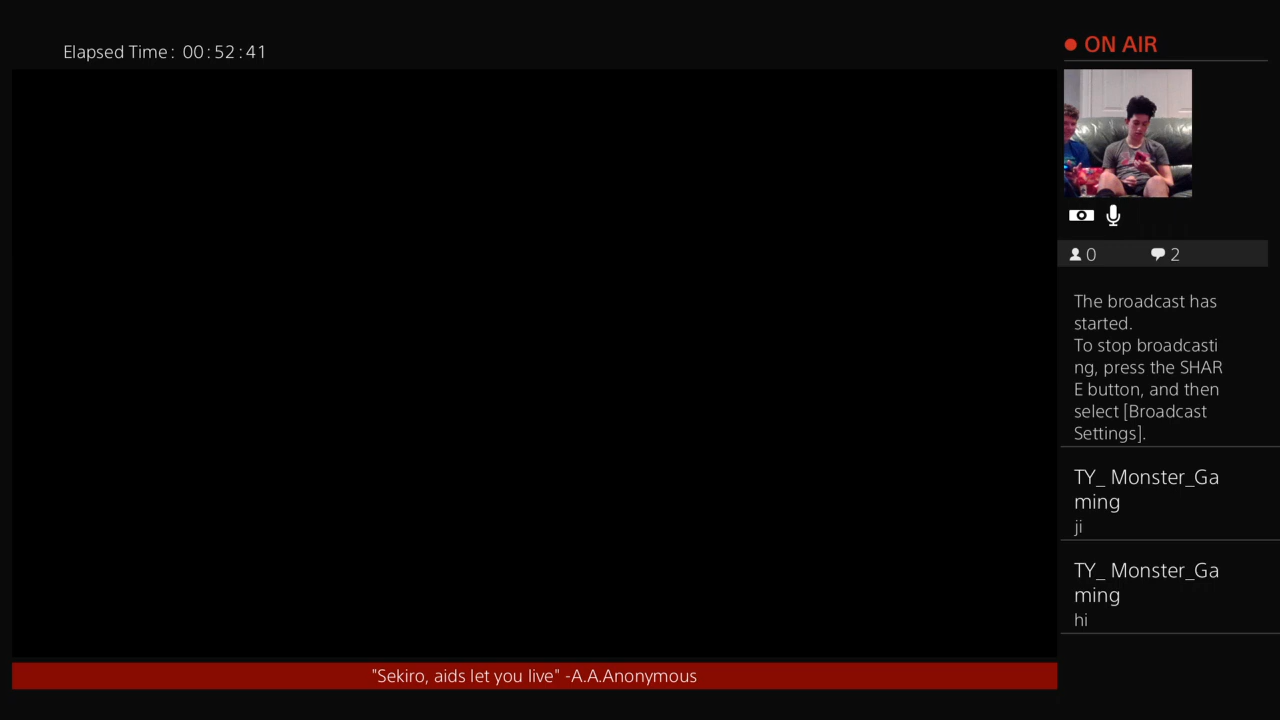 Elapsed Time: 00:52:41
ON AIR
0 2
The broadcast has
started.
To stop broadcasti
ng, press the SHAR
E button, and then
select [Broadcast
Settings].
TY_ Monster_Ga
ming
ji
TY_ Monster_Ga
ming
hi
"Sekiro, aids let you live" -A.A.Anonymous